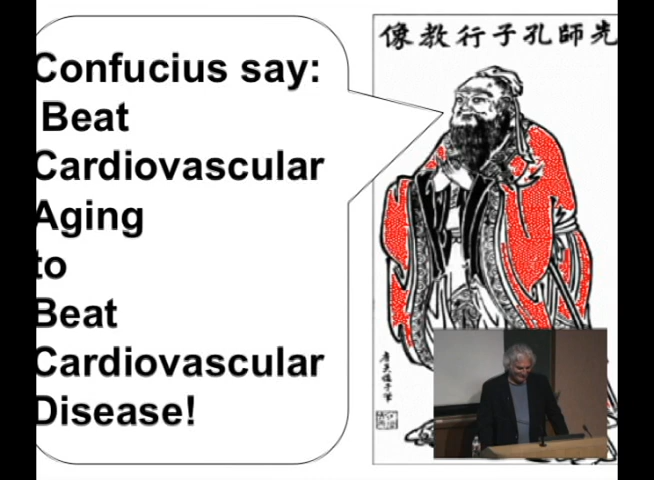 Confucius say:
Beat
Cardiovascular
Aging
to
Beat
Cardiovascular
Disease!
像教行子孔師先